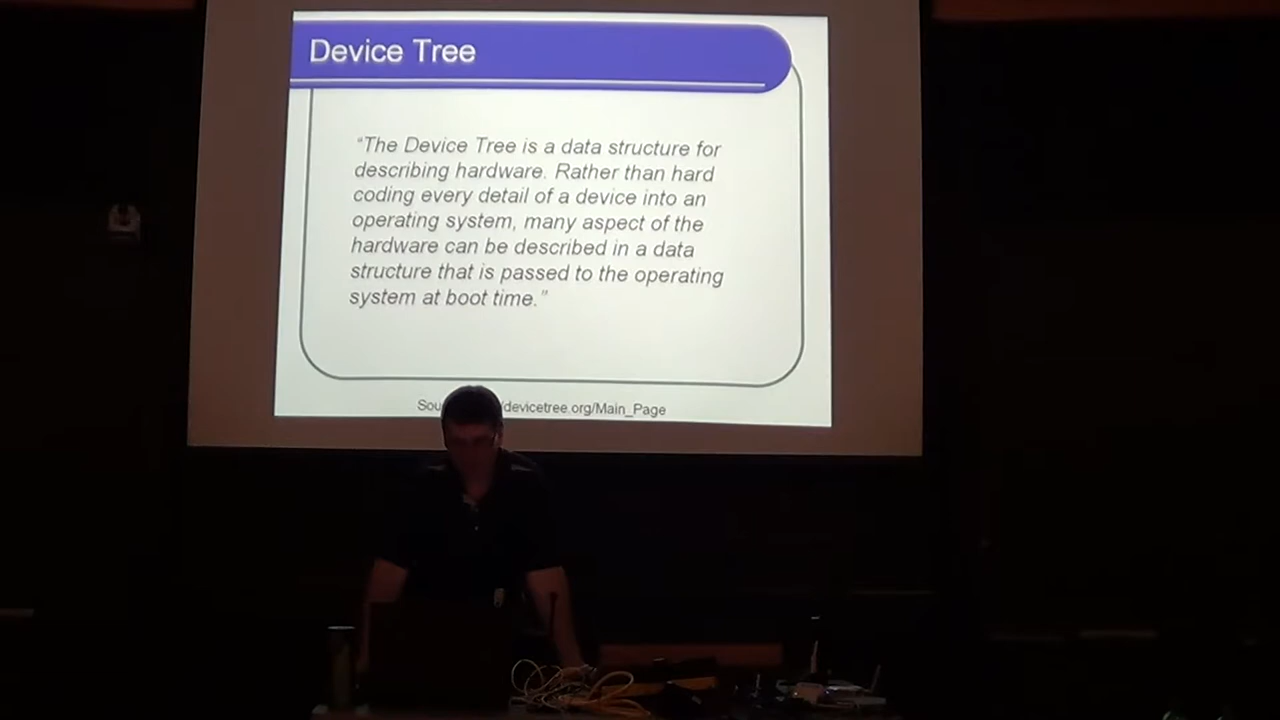 Device Tree
"The Device Tree is a data structure for
describing hardware. Rather than hard
coding every detail of a device into an
operating system, many aspect of the
hardware can be described in a data
structure that is passed to the operating
system at boot time."
/devicetree.org/Main_Page